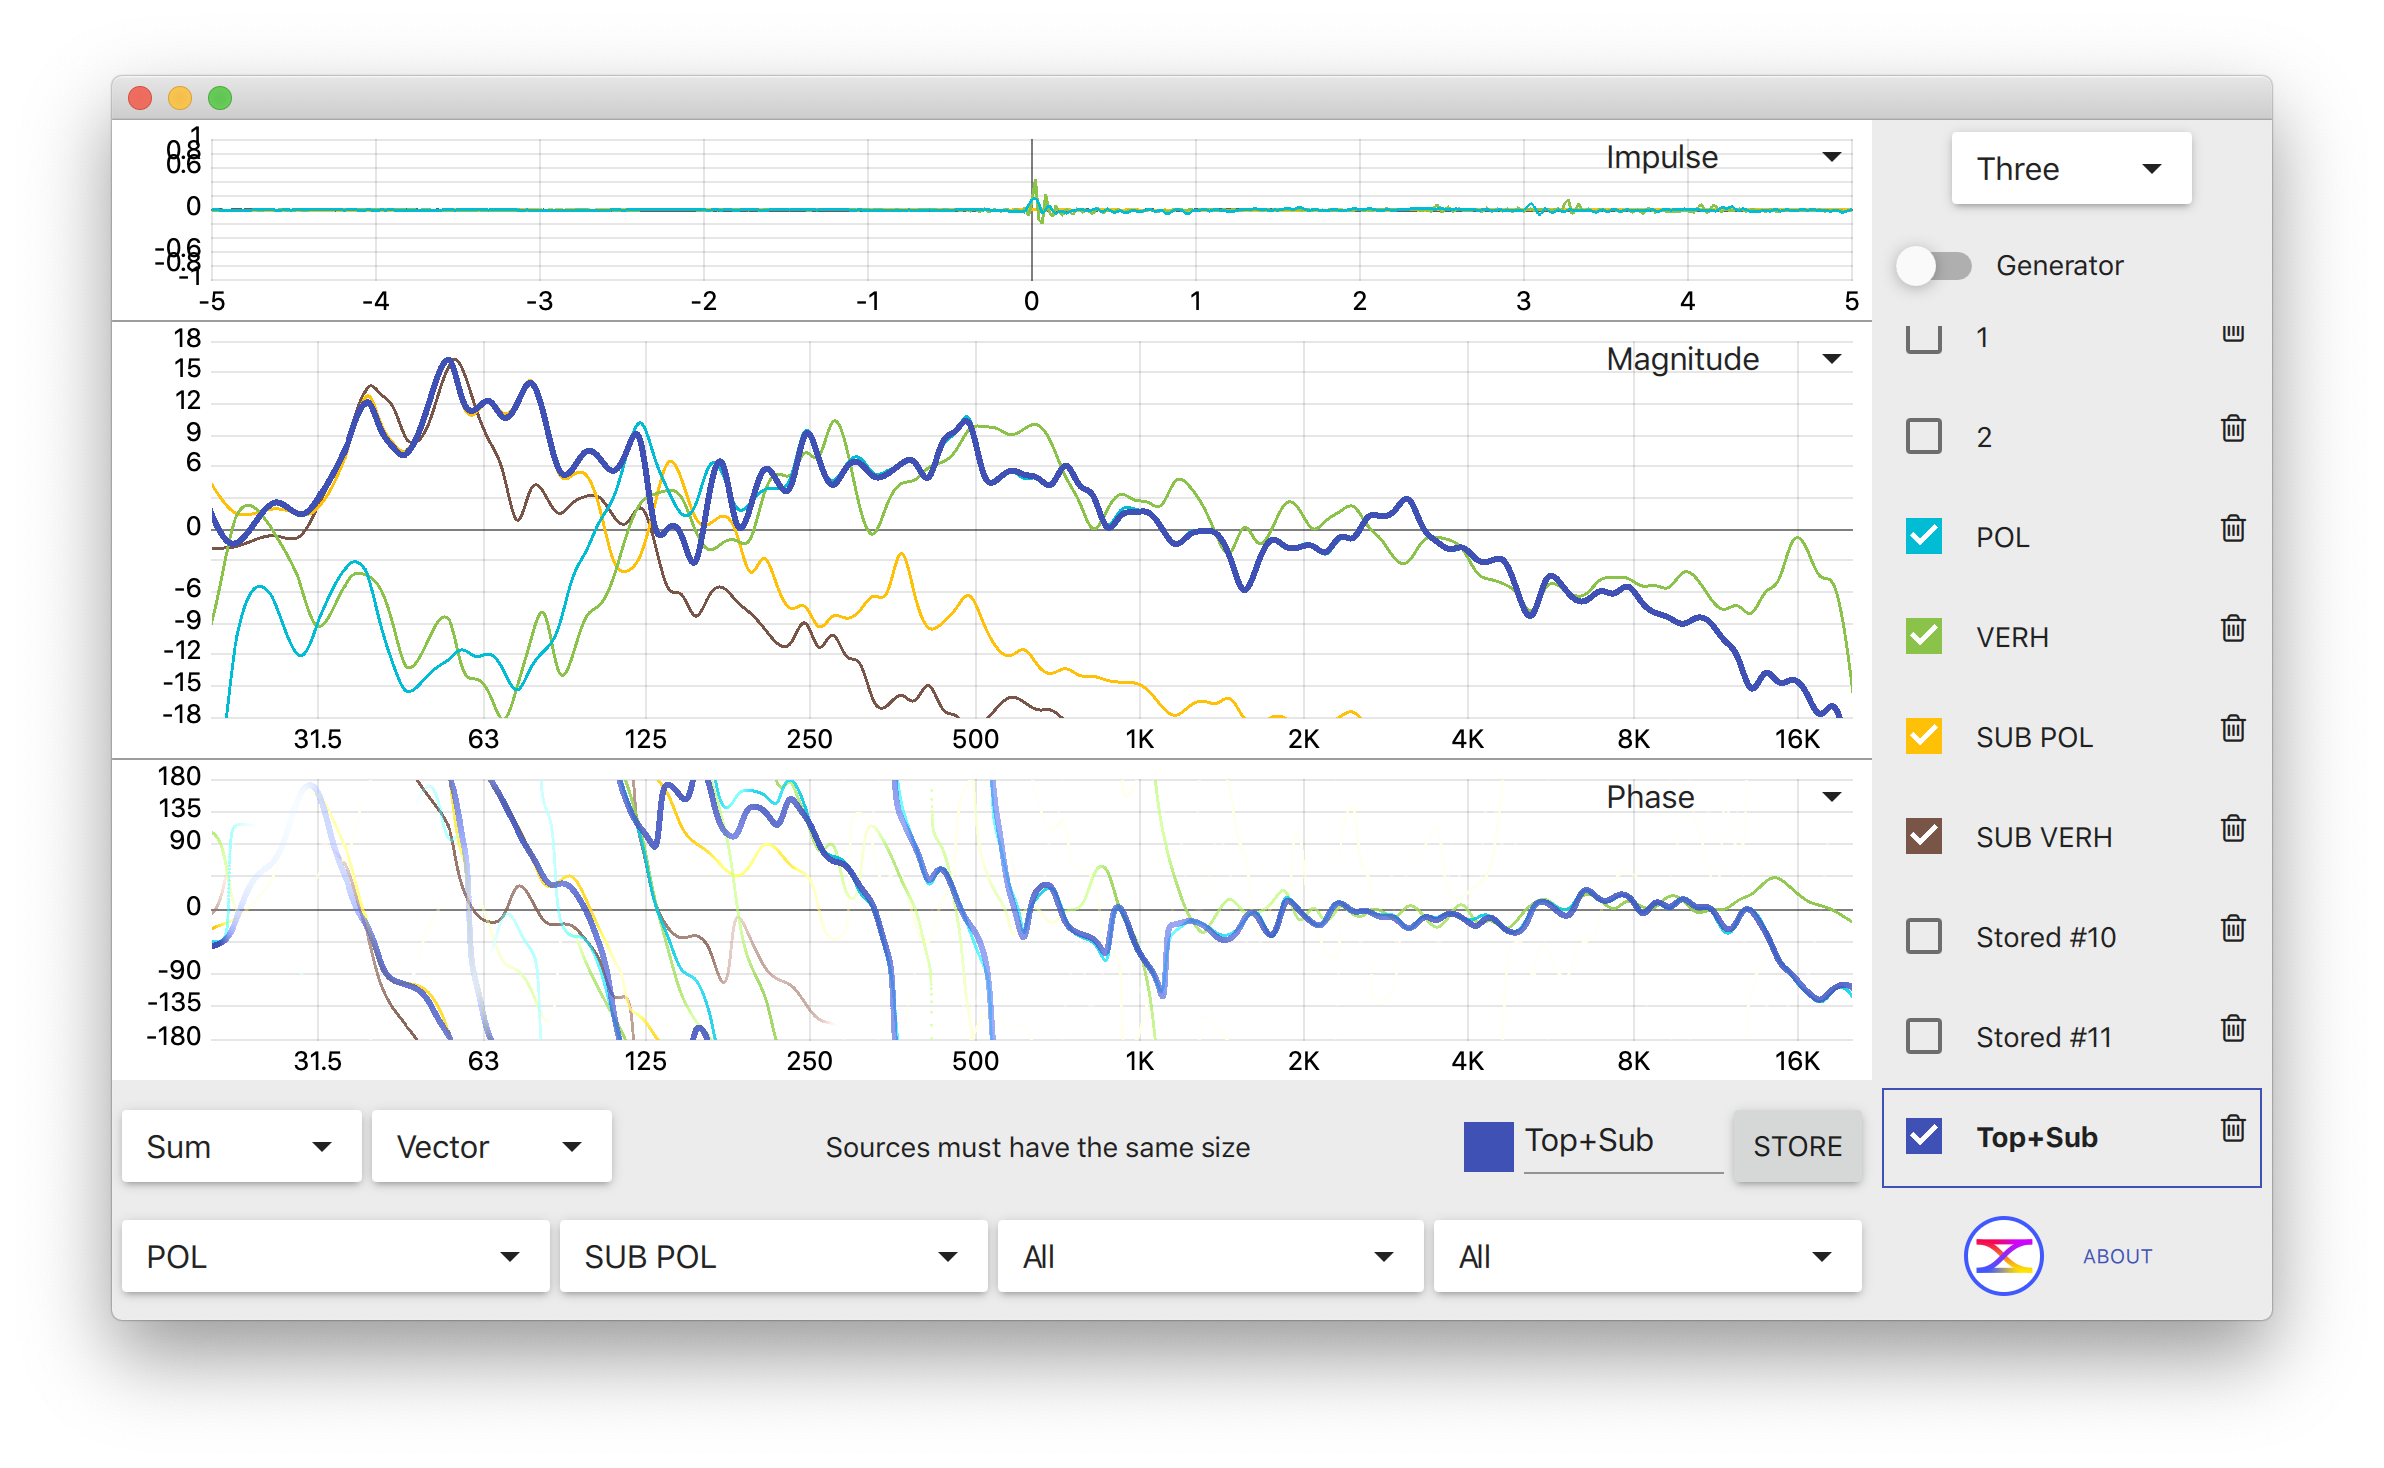 1
0.8
0.6
0
-0.6
-0.8
-1
-5 -4 -3 -2 -1 0 1 2 3 4 5
Impulse
18
15
12
9
6
0
-6
-9
-12
-15
-18
31.5 63 125 250 500 1K 2K 4K 8K 16K
Magnitude
180
135
90
0
-90
-135
-180
31.5 63 125 250 500 1K 2K 4K 8K 16K
Phase
Sum Vector Sources must have the same size Top+Sub STORE
POL SUB POL All All
Three
Generator
1
2
POL
VERH
SUB POL
SUB VERH
Stored #10
Stored #11
Top+Sub
ABOUT